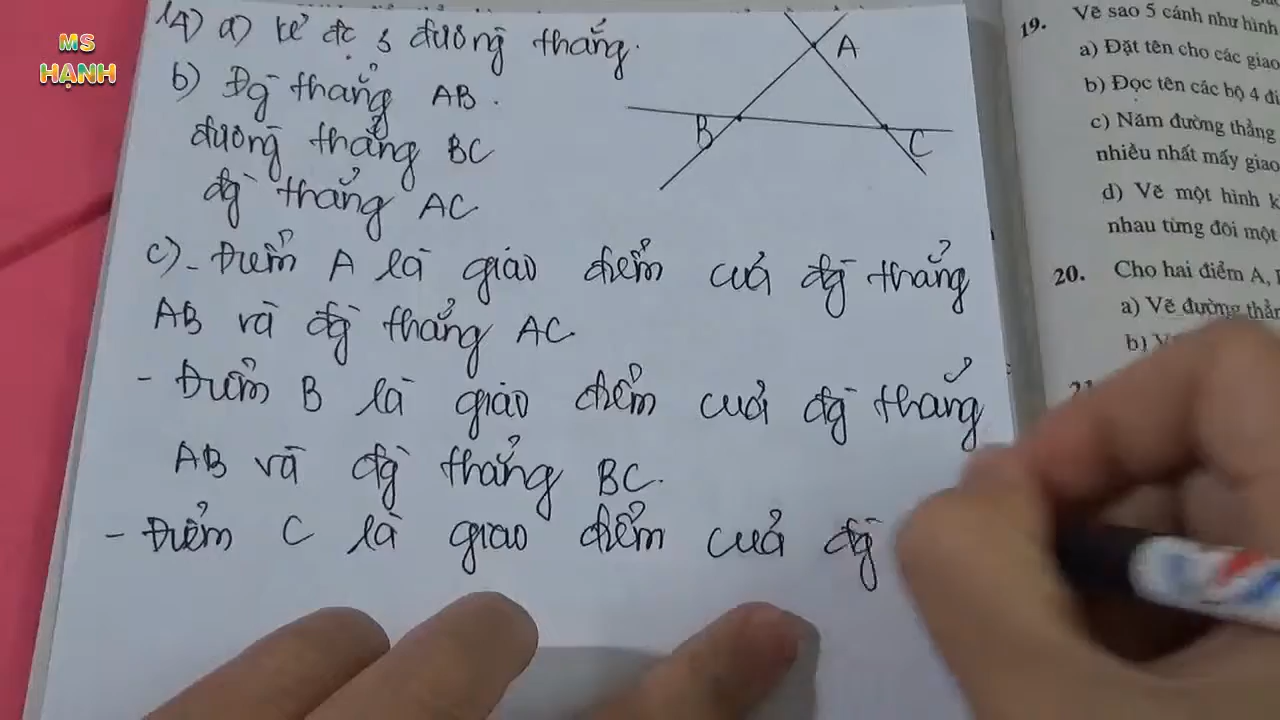 MS
HẠNH
14) a) kẻ đc 3 đường thẳng.
b) Đg thẳng AB.
đường thẳng BC
đg thẳng AC
A
B
C
c) - Điểm A là giao điểm của đg thẳng
AB và đg thẳng AC
- Điểm B là giao điểm của đg thẳng
AB và đg thẳng BC.
- Điểm C là giao điểm của đg
19. Vẽ sao 5 cánh như hình
a) Đặt tên cho các giao
b) Đọc tên các bộ 4 đi
c) Năm đường thẳng
nhiều nhất mấy giao
d) Vẽ một hình k
nhau từng đôi một
20. Cho hai điểm A,
a) Vẽ đường thẳn
b)